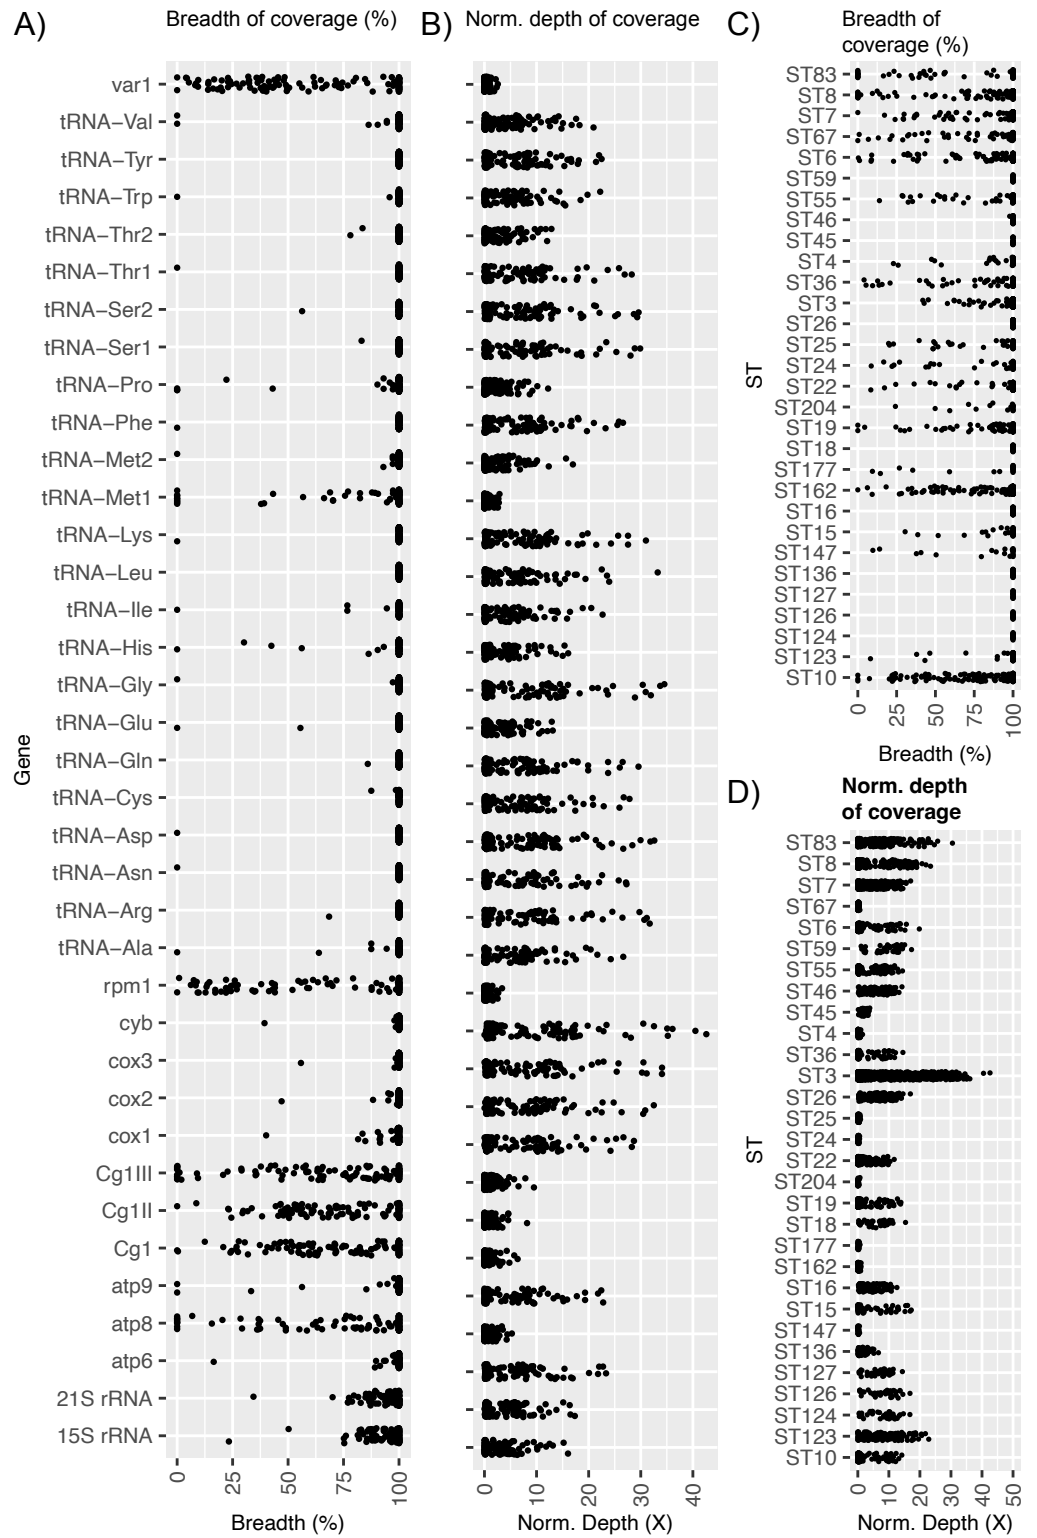 A)
Breadth of coverage (%)
var1
tRNA−Val
tRNA−Tyr
tRNA−Trp
tRNA−Thr2
tRNA−Thr1
tRNA−Ser2
tRNA−Ser1
tRNA−Pro
tRNA−Phe
tRNA−Met2
tRNA−Met1
tRNA−Lys
tRNA−Leu
tRNA−Ile
tRNA−His
tRNA−Gly
tRNA−Glu
tRNA−Gln
tRNA−Cys
tRNA−Asp
tRNA−Asn
tRNA−Arg
tRNA−Ala
rpm1
cyb
cox3
cox2
cox1
Cg1III
Cg1II
Cg1
atp9
atp8
atp6
21S rRNA
15S rRNA
Gene
0 25 50 75 100
Breadth (%)
B)
Norm. depth of coverage
0 10 20 30 40
Norm. Depth (X)
C)
Breadth of
coverage (%)
ST83
ST8
ST7
ST67
ST6
ST59
ST55
ST46
ST45
ST4
ST36
ST3
ST26
ST25
ST24
ST22
ST204
ST19
ST18
ST177
ST162
ST16
ST15
ST147
ST136
ST127
ST126
ST124
ST123
ST10
ST
0 25 50 75 100
Breadth (%)
D)
Norm. depth
of coverage
ST83
ST8
ST7
ST67
ST6
ST59
ST55
ST46
ST45
ST4
ST36
ST3
ST26
ST25
ST24
ST22
ST204
ST19
ST18
ST177
ST162
ST16
ST15
ST147
ST136
ST127
ST126
ST124
ST123
ST10
ST
0 10 20 30 40 50
Norm. Depth (X)